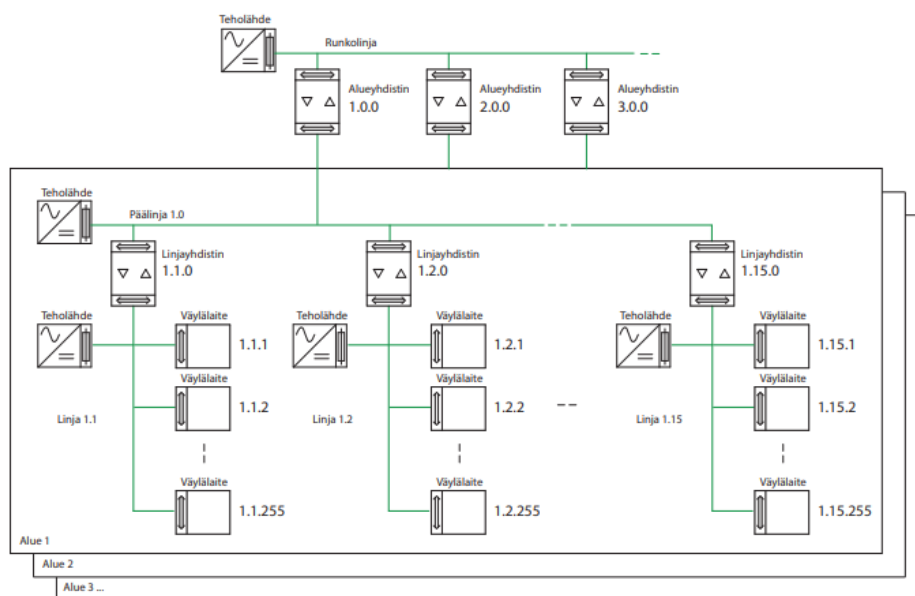 Teholähde
Runkolinja
Alueyhdistin
1.0.0
Alueyhdistin
2.0.0
Alueyhdistin
3.0.0
Teholähde
Päälinja 1.0
Linjayhdistin
1.1.0
Linjayhdistin
1.2.0
Linjayhdistin
1.15.0
Teholähde
Väylälaite
1.1.1
Teholähde
Väylälaite
1.2.1
Teholähde
Väylälaite
1.15.1
Väylälaite
1.1.2
Väylälaite
1.2.2
Väylälaite
1.15.2
Linja 1.1
Linja 1.2
Linja 1.15
Väylälaite
1.1.255
Väylälaite
1.2.255
Väylälaite
1.15.255
Alue 1
Alue 2
Alue 3 ...